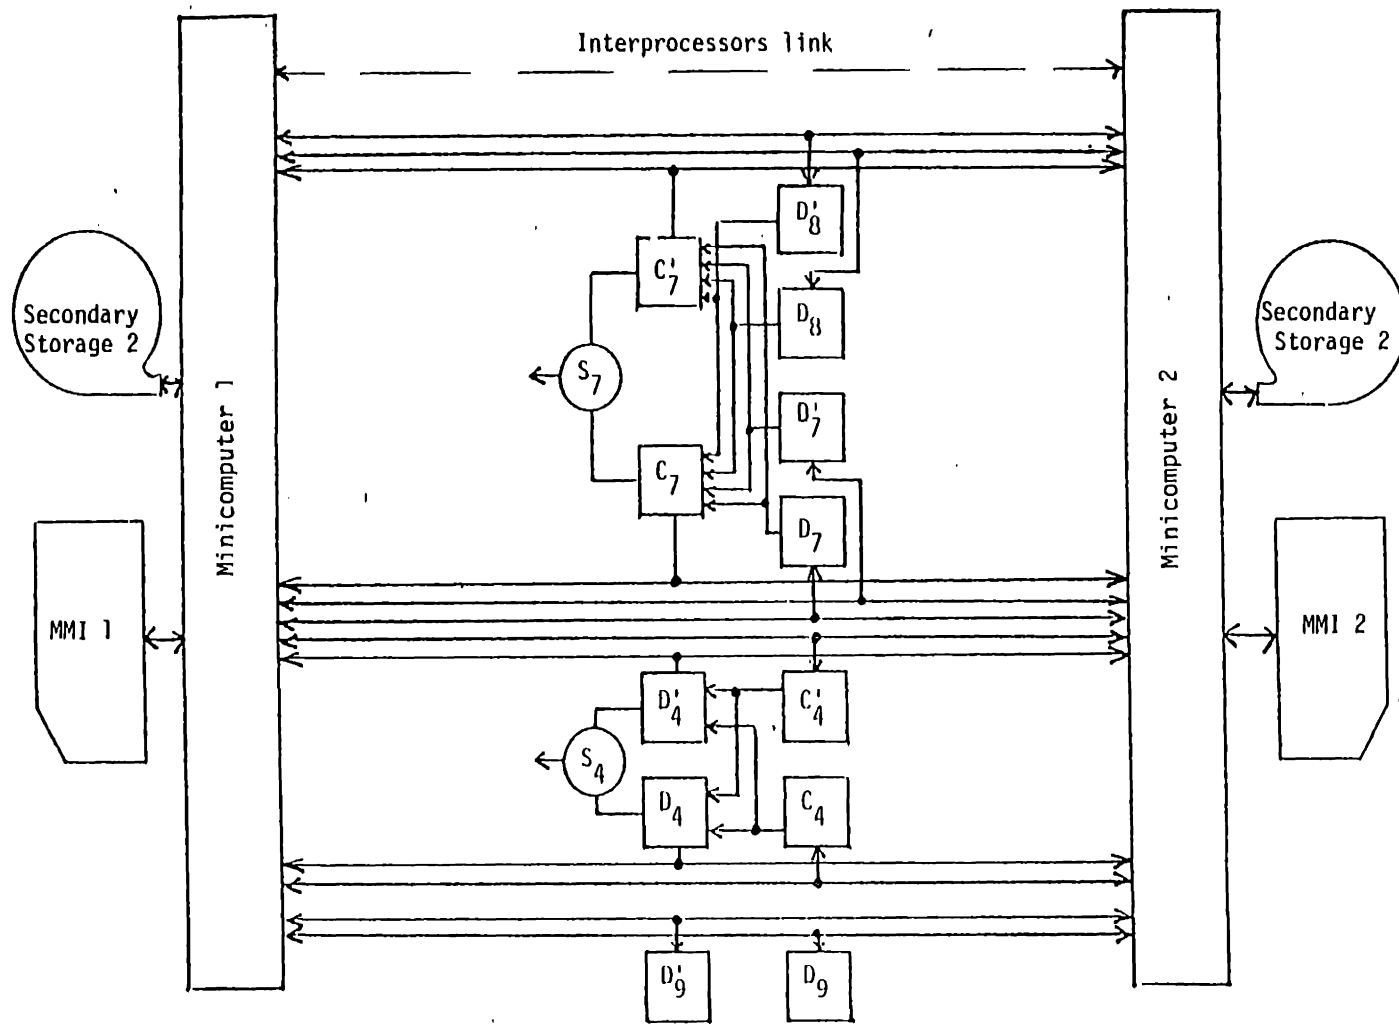 Interprocessors link
D'8
C'7
Secondary
Storage 2
D8
Secondary
Storage 2
S7
Minicomputer 1
Minicomputer 2
D'7
C7
D7
MMI 1
MMI 2
D'4
C'4
S4
D4
C4
D'9
D9